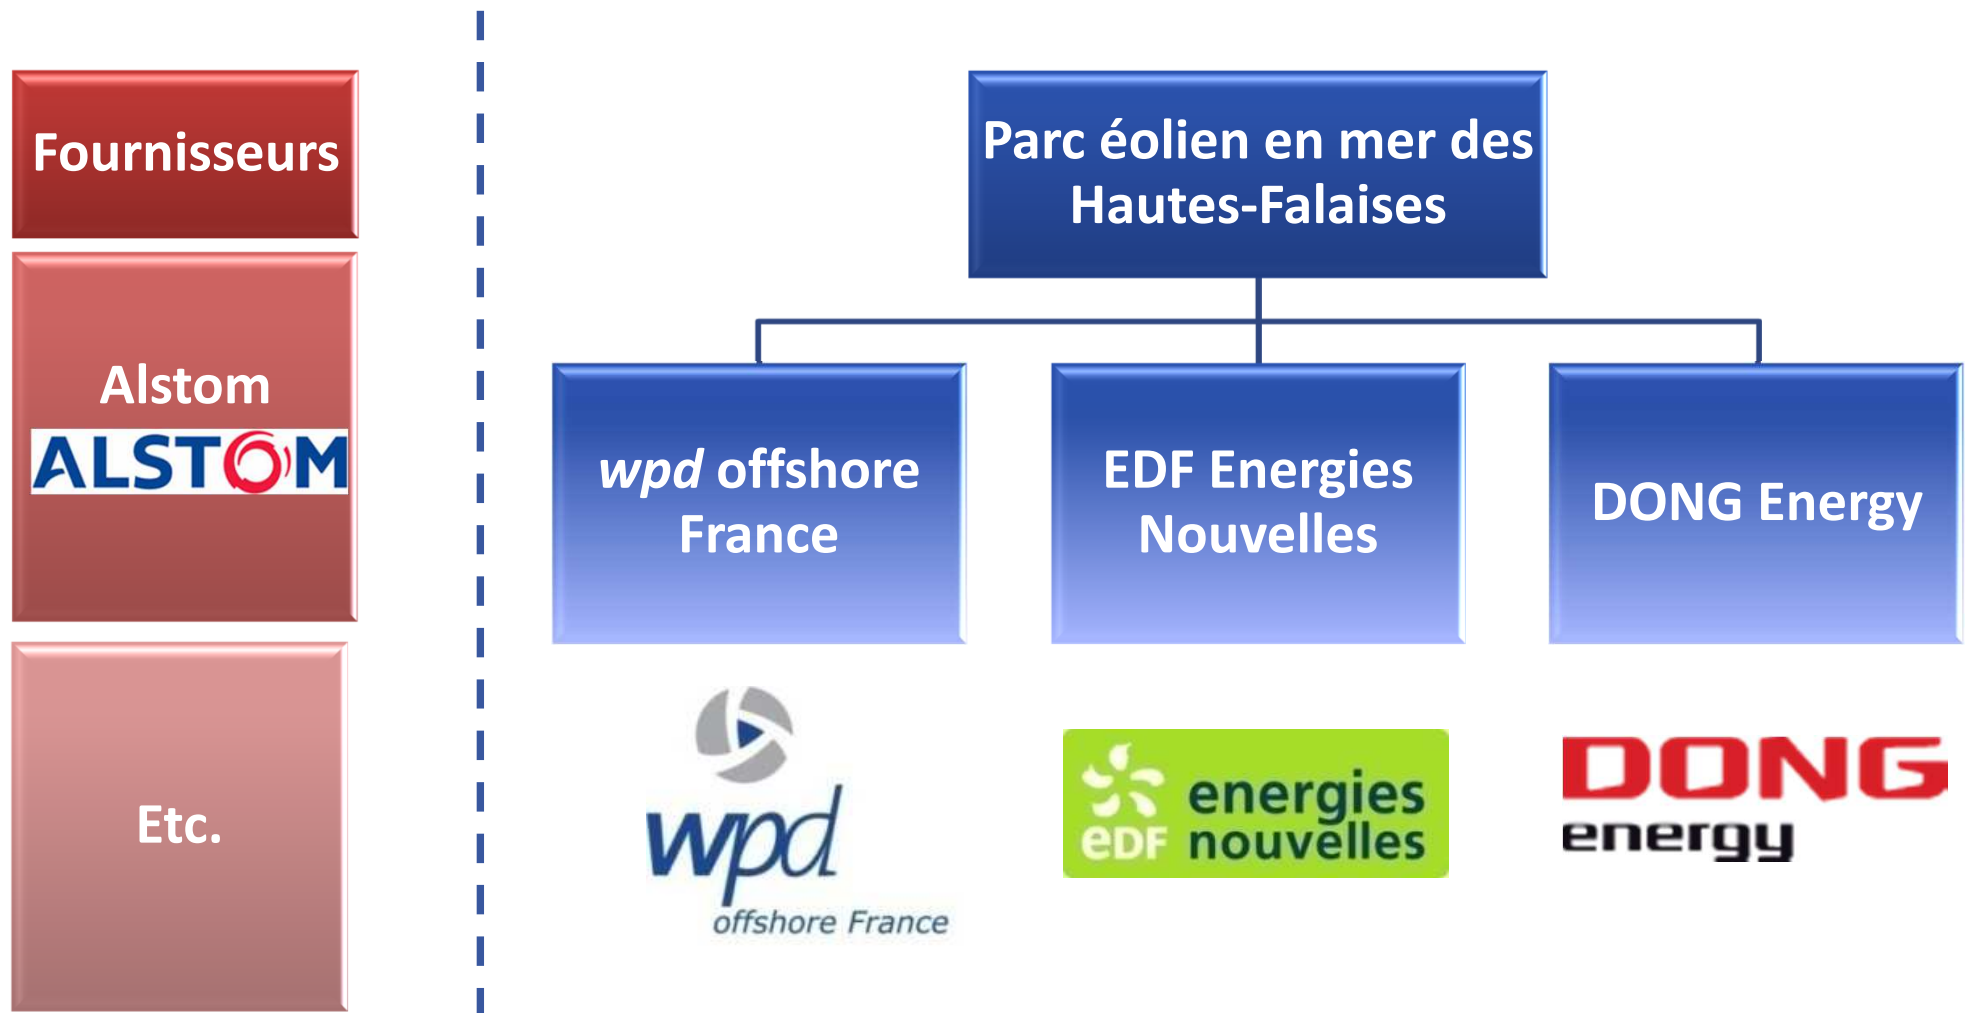 Fournisseurs
Alstom
ALSTOM
Etc.
Parc éolien en mer des
Hautes-Falaises
wpd offshore
France
EDF Energies
Nouvelles
DONG Energy
wpd
offshore France
eDF energies
nouvelles
DONG
energy